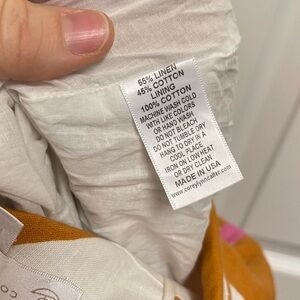 55% LINEN
45% COTTON
LINING
100% COTTON
MACHINE WASH COLD
WITH LIKE COLORS
OR HAND WASH
DO NOT BLEACH
DO NOT TUMBLE DRY
HANG TO DRY IN A
COOL PLACE
IRON ON LOW HEAT
OR DRY CLEAN
MADE IN USA
www.coreylynncalter.com